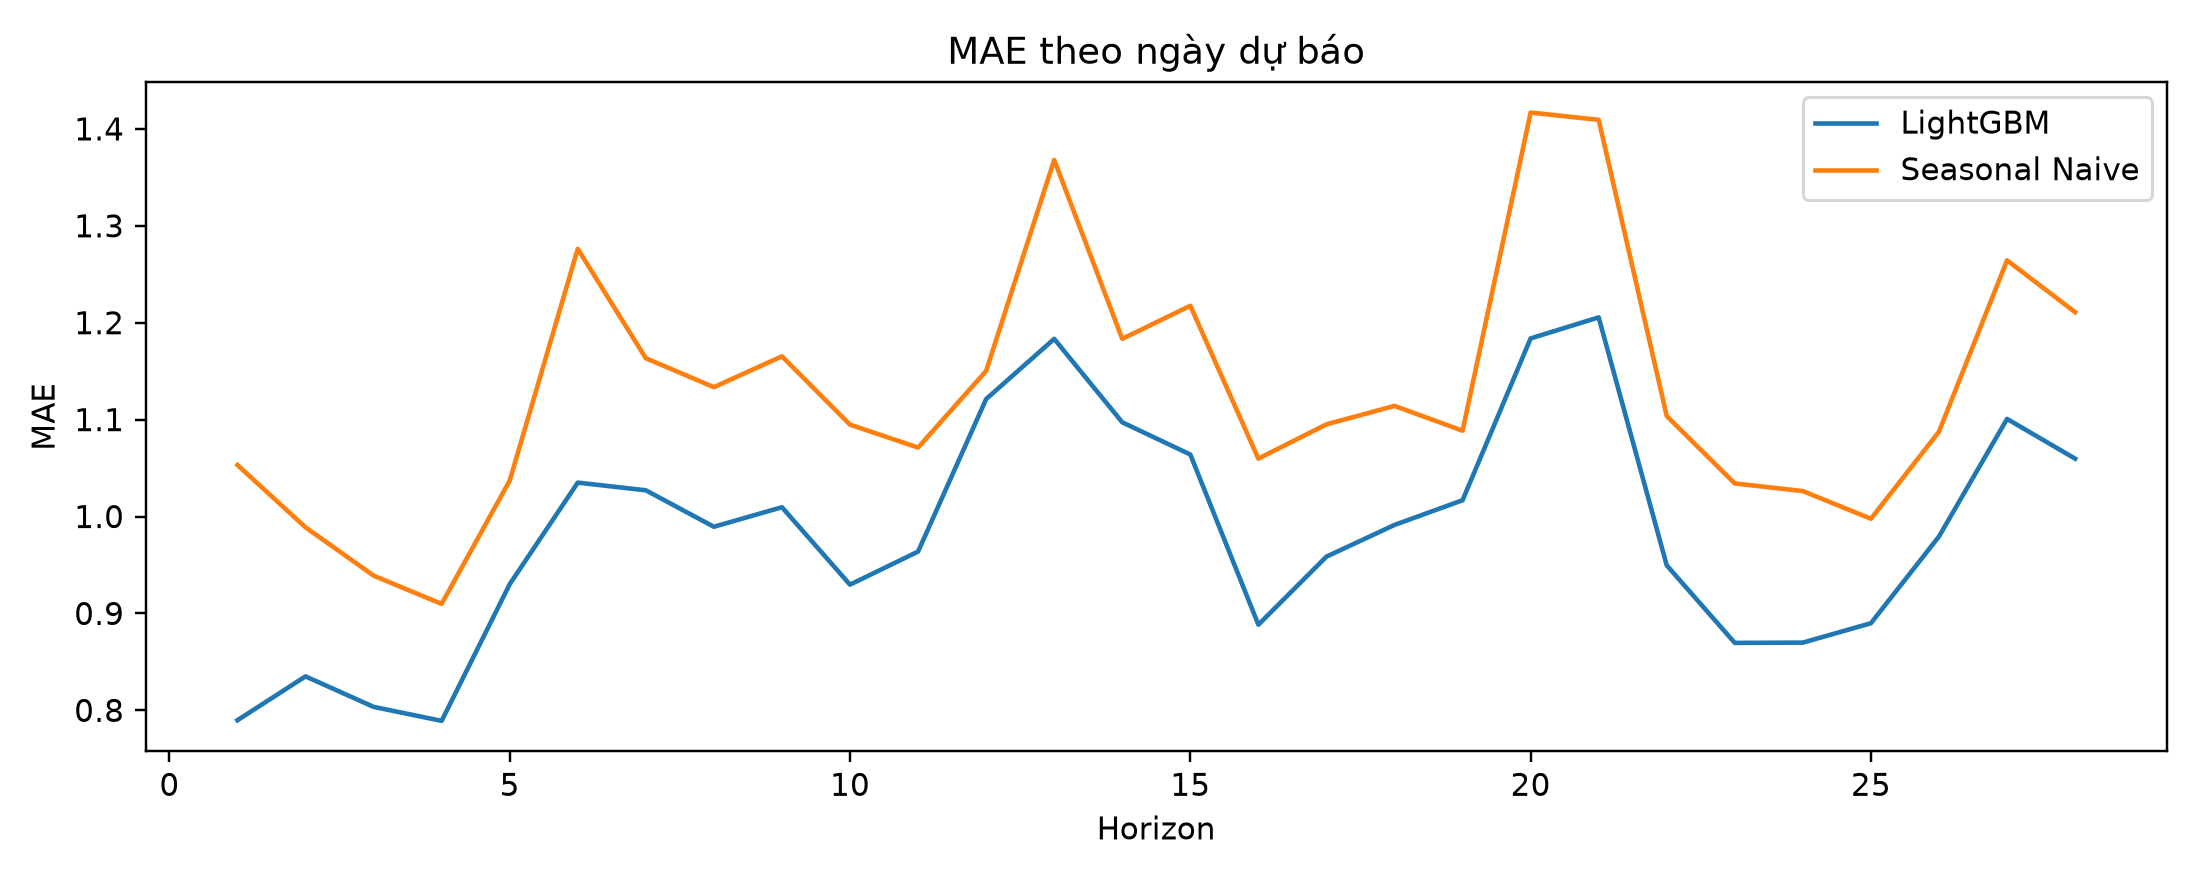 MAE theo ngày dự báo
LightGBM
Seasonal Naive
MAE
1.4
1.3
1.2
1.1
1.0
0.9
0.8
0 5 10 15 20 25
Horizon